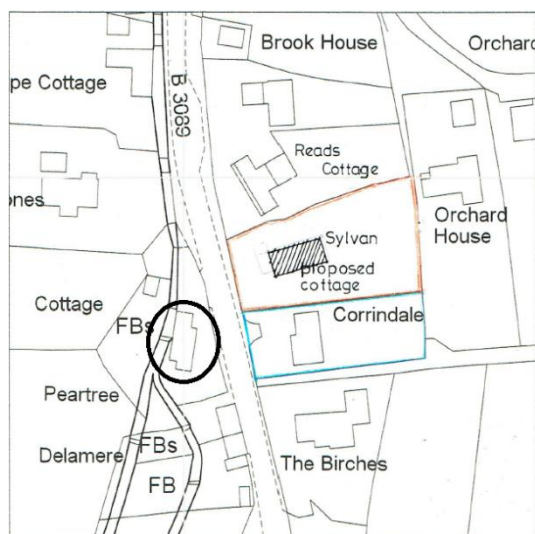 Brook House
Orchard
pe Cottage
B 3089
Reads
Cottage
ones
Orchard
House
Sylvan
proposed
cottage
Cottage
FBs
Corrindale
Peartree
Delamere
FBs
The Birches
FB